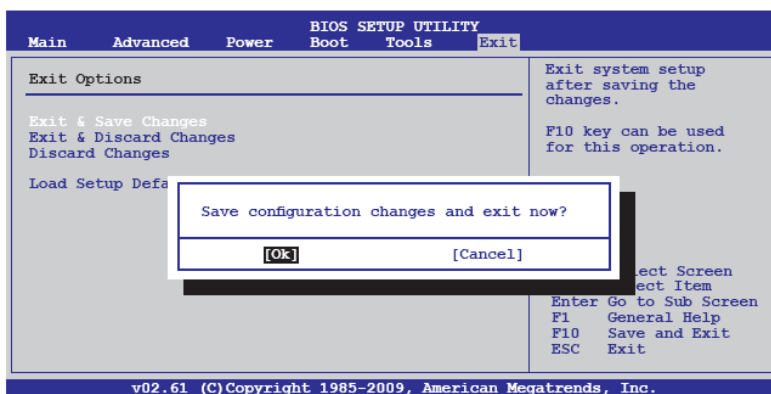 BIOS SETUP UTILITY
Main Advanced Power Boot Tools Exit
Exit Options
Exit & Save Changes
Exit & Discard Changes
Discard Changes
Load Setup Defa
Exit system setup
after saving the
changes.
F10 key can be used
for this operation.
Save configuration changes and exit now?
[Ok] [Cancel]
ect Screen
ect Item
Enter Go to Sub Screen
F1 General Help
F10 Save and Exit
ESC Exit
v02.61 (C)Copyright 1985-2009, American Megatrends, Inc.